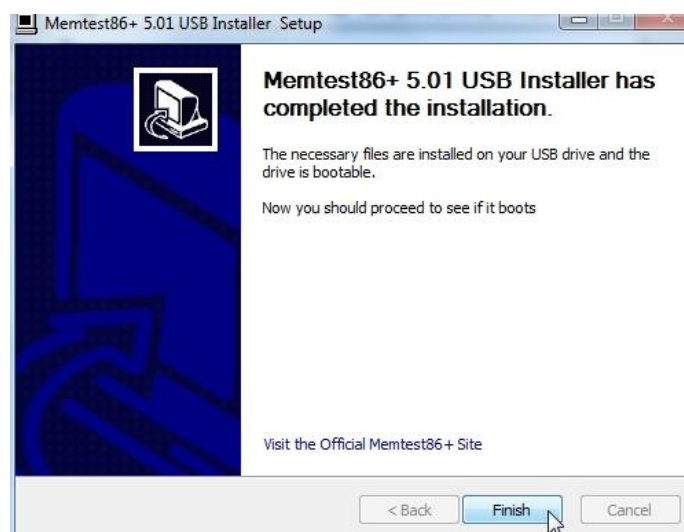 Memtest86+ 5.01 USB Installer Setup
Memtest86+ 5.01 USB Installer has
completed the installation.
The necessary files are installed on your USB drive and the
drive is bootable.
Now you should proceed to see if it boots
Visit the Official Memtest86+ Site
< Back
Finish
Cancel